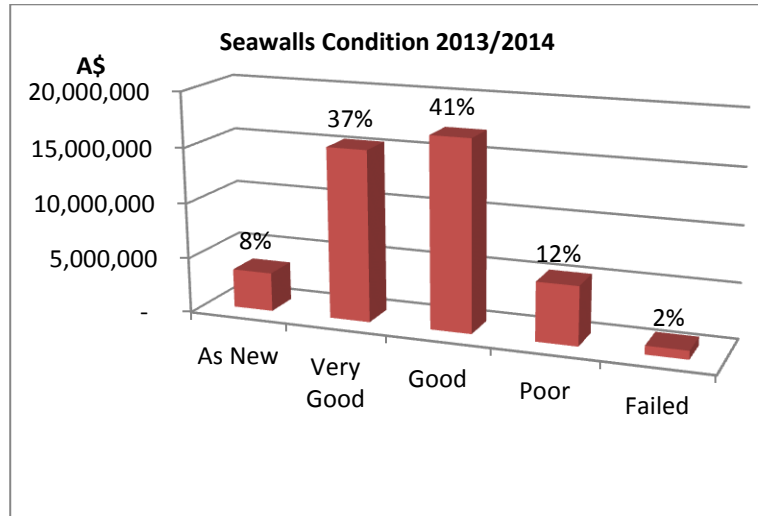 Seawalls Condition 2013/2014
A$
20,000,000
15,000,000
10,000,000
5,000,000
-
8%
37%
41%
12%
2%
As New
Very
Good
Good
Poor
Failed